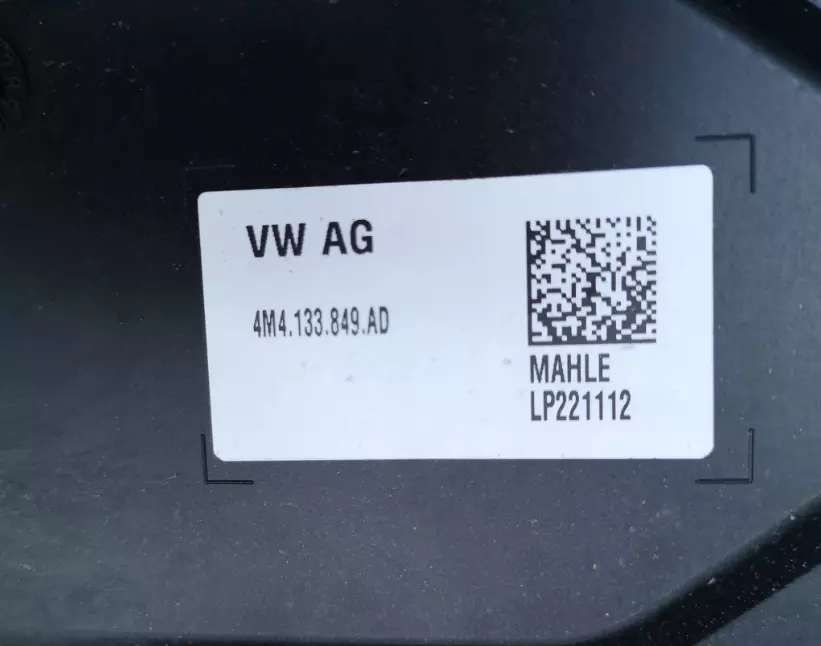 VW AG
4M4.133.849.AD
MAHLE
LP221112